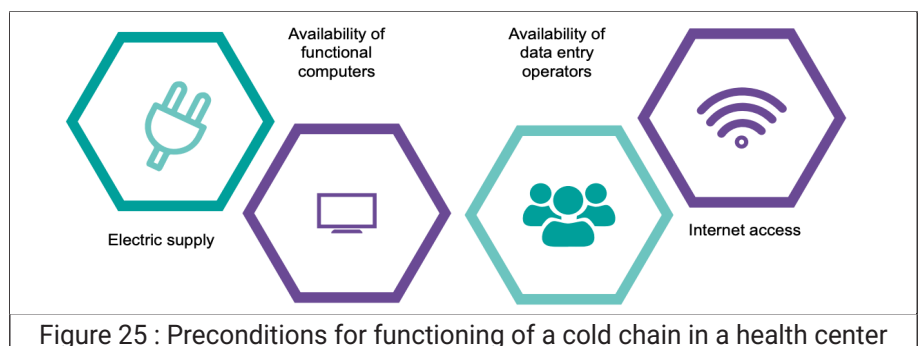 Availability of
functional
computers
Availability of
data entry
operators
Electric supply
Internet access
Figure 25 : Preconditions for functioning of a cold chain in a health center